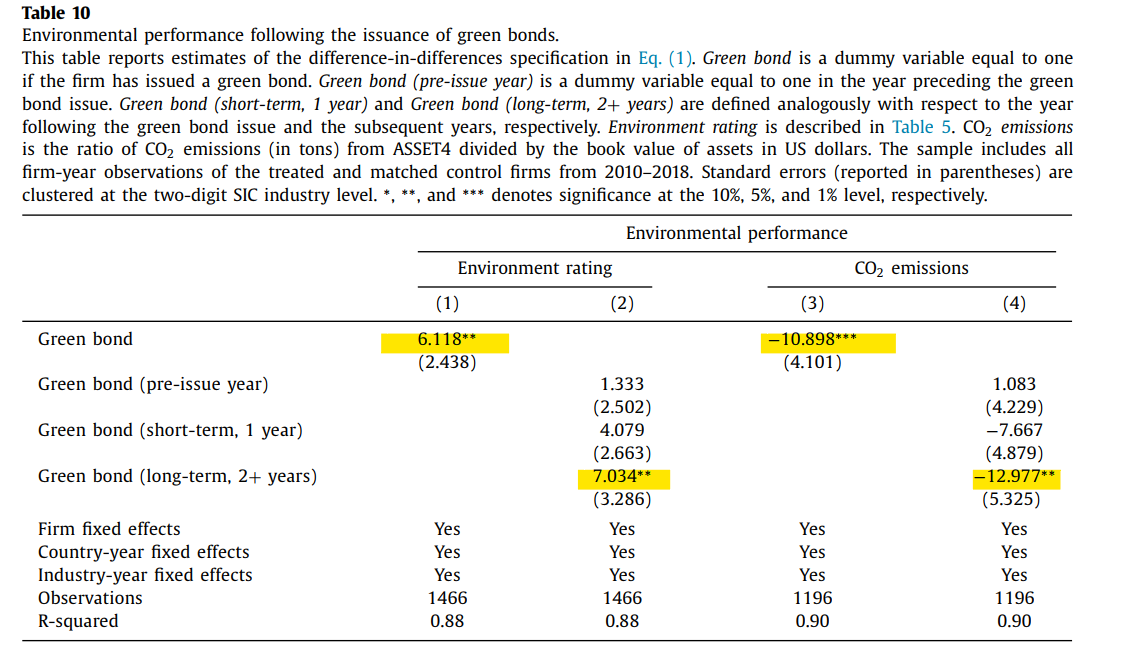 Table 10
Environmental performance following the issuance of green bonds.
This table reports estimates of the difference-in-differences specification in Eq. (1). Green bond is a dummy variable equal to one
if the firm has issued a green bond. Green bond (pre-issue year) is a dummy variable equal to one in the year preceding the green
bond issue. Green bond (short-term, 1 year) and Green bond (long-term, 2+ years) are defined analogously with respect to the year
following the green bond issue and the subsequent years, respectively. Environment rating is described in Table 5. CO₂ emissions
is the ratio of CO₂ emissions (in tons) from ASSET4 divided by the book value of assets in US dollars. The sample includes all
firm-year observations of the treated and matched control firms from 2010–2018. Standard errors (reported in parentheses) are
clustered at the two-digit SIC industry level. *, **, and *** denotes significance at the 10%, 5%, and 1% level, respectively.
Environmental performance
Environment rating CO₂ emissions
(1) (2) (3) (4)
Green bond 6.118** −10.898***
(2.438) (4.101)
Green bond (pre-issue year) 1.333 1.083
(2.502) (4.229)
Green bond (short-term, 1 year) 4.079 −7.667
(2.663) (4.879)
Green bond (long-term, 2+ years) 7.034** −12.977**
(3.286) (5.325)
Firm fixed effects Yes Yes Yes Yes
Country-year fixed effects Yes Yes Yes Yes
Industry-year fixed effects Yes Yes Yes Yes
Observations 1466 1466 1196 1196
R-squared 0.88 0.88 0.90 0.90